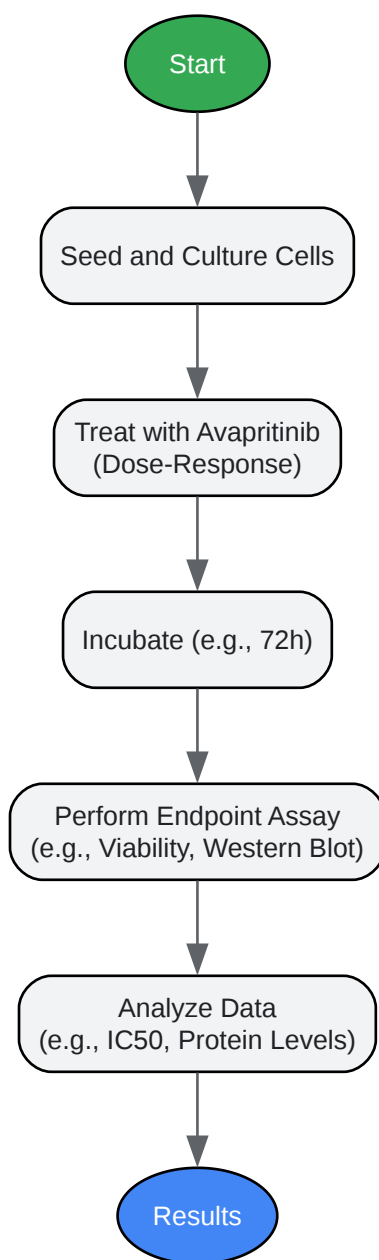 Start
Seed and Culture Cells
Treat with Avapritinib
(Dose-Response)
Incubate (e.g., 72h)
Perform Endpoint Assay
(e.g., Viability, Western Blot)
Analyze Data
(e.g., IC50, Protein Levels)
Results